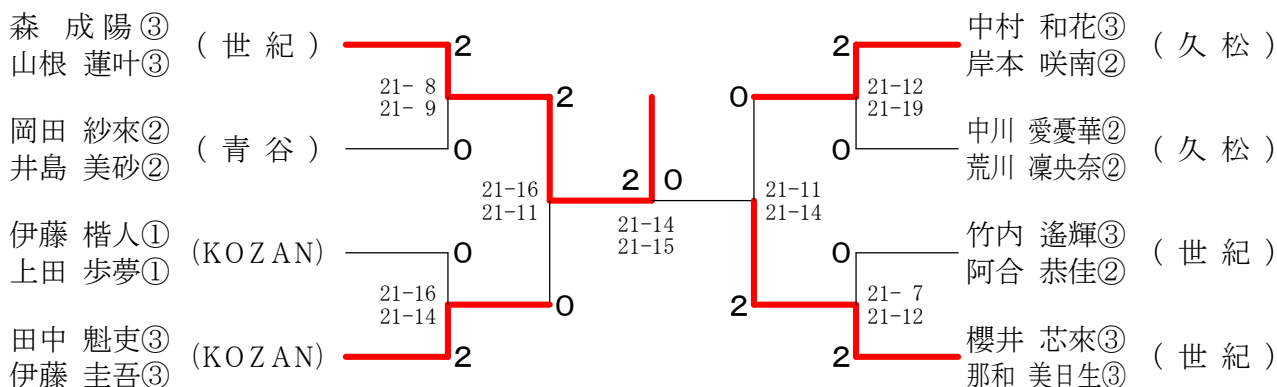 森 成陽③
山根 蓮叶③
(世紀)
2
21- 8
21- 9
岡田 紗來②
井島 美砂②
(青谷)
0
2
21-16
21-11
伊藤 楷人①
上田 歩夢①
(KOZAN)
0
21-16
21-14
田中 魁吏③
伊藤 圭吾③
(KOZAN)
2
0
2 0
21-14
21-15
中村 和花③
岸本 咲南②
(久松)
2
21-12
21-19
中川 愛憂華②
荒川 凜央奈②
(久松)
0
0
21-11
21-14
竹内 遙輝③
阿合 恭佳②
(世紀)
0
21- 7
21-12
櫻井 芯來③
那和 美日生③
(世紀)
2
2